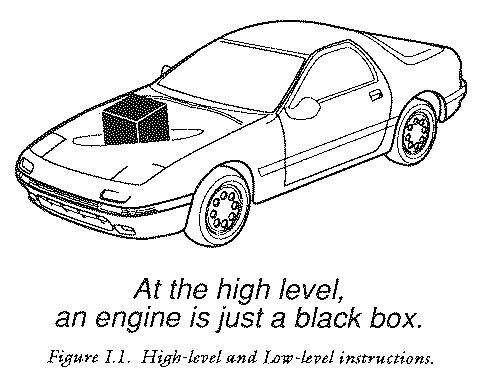 At the high level,
an engine is just a black box.
Figure I.1. High-level and Low-level instructions.